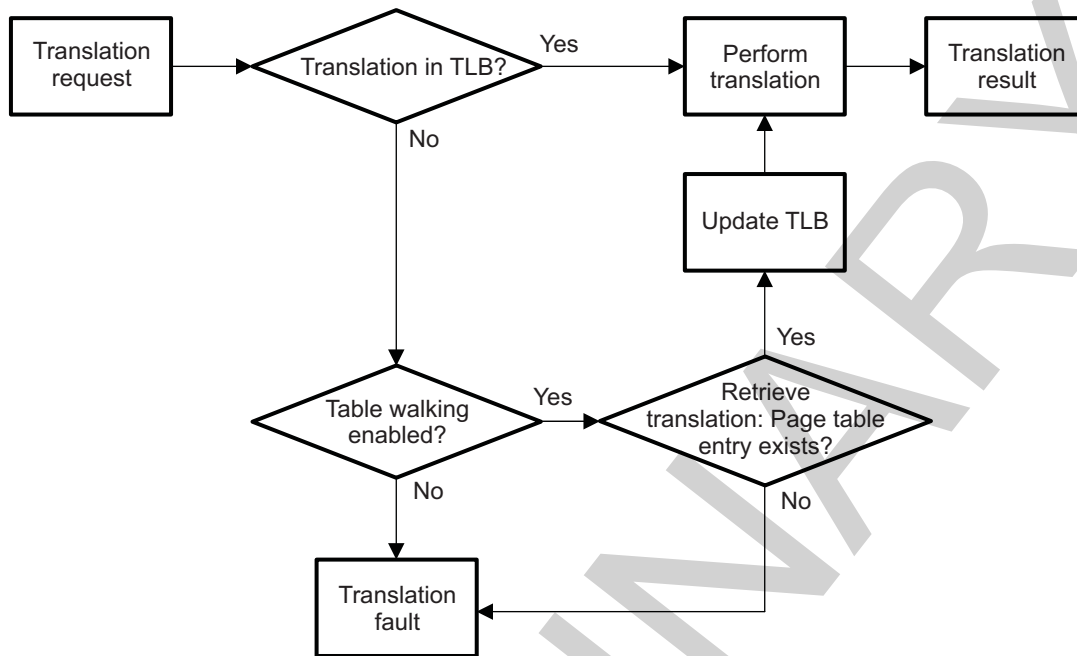 Translation
request
Translation in TLB?
Yes
Perform
translation
Translation
result
No
Update TLB
Yes
Table walking
enabled?
Yes
Retrieve
translation: Page table
entry exists?
No
No
Translation
fault
INARY